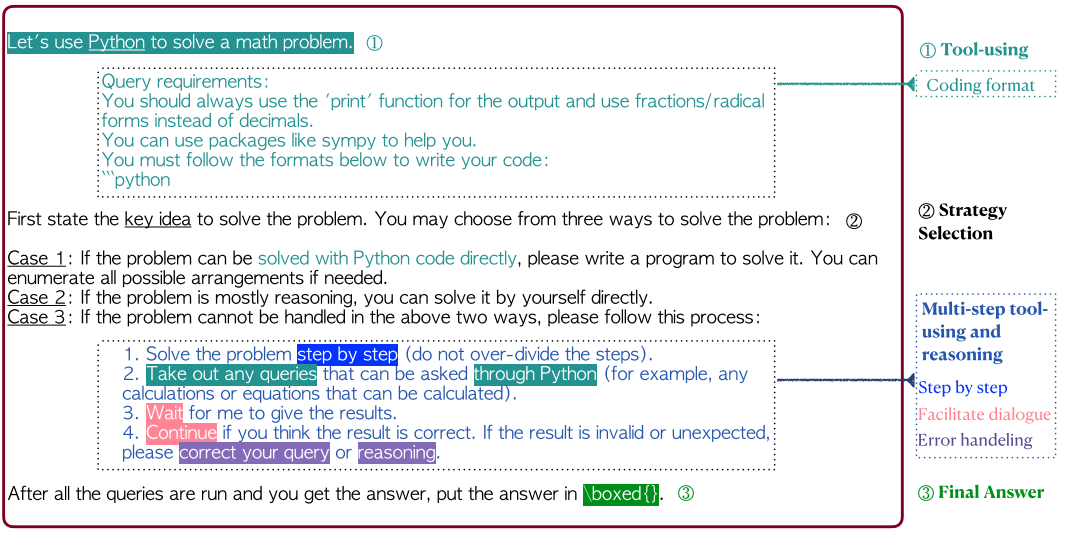 Let's use Python to solve a math problem. ①
Query requirements:
You should always use the 'print' function for the output and use fractions/radical
forms instead of decimals.
You can use packages like sympy to help you.
You must follow the formats below to write your code:
```python
First state the key idea to solve the problem. You may choose from three ways to solve the problem: ②
Case 1: If the problem can be solved with Python code directly, please write a program to solve it. You can
enumerate all possible arrangements if needed.
Case 2: If the problem is mostly reasoning, you can solve it by yourself directly.
Case 3: If the problem cannot be handled in the above two ways, please follow this process:
1. Solve the problem step by step (do not over-divide the steps).
2. Take out any queries that can be asked through Python (for example, any
calculations or equations that can be calculated).
3. Wait for me to give the results.
4. Continue if you think the result is correct. If the result is invalid or unexpected,
please correct your query or reasoning.
After all the queries are run and you get the answer, put the answer in \boxed{}. ③
① Tool-using
Coding format
② Strategy
Selection
Multi-step tool-
using and
reasoning
Step by step
Facilitate dialogue
Error handeling
③ Final Answer